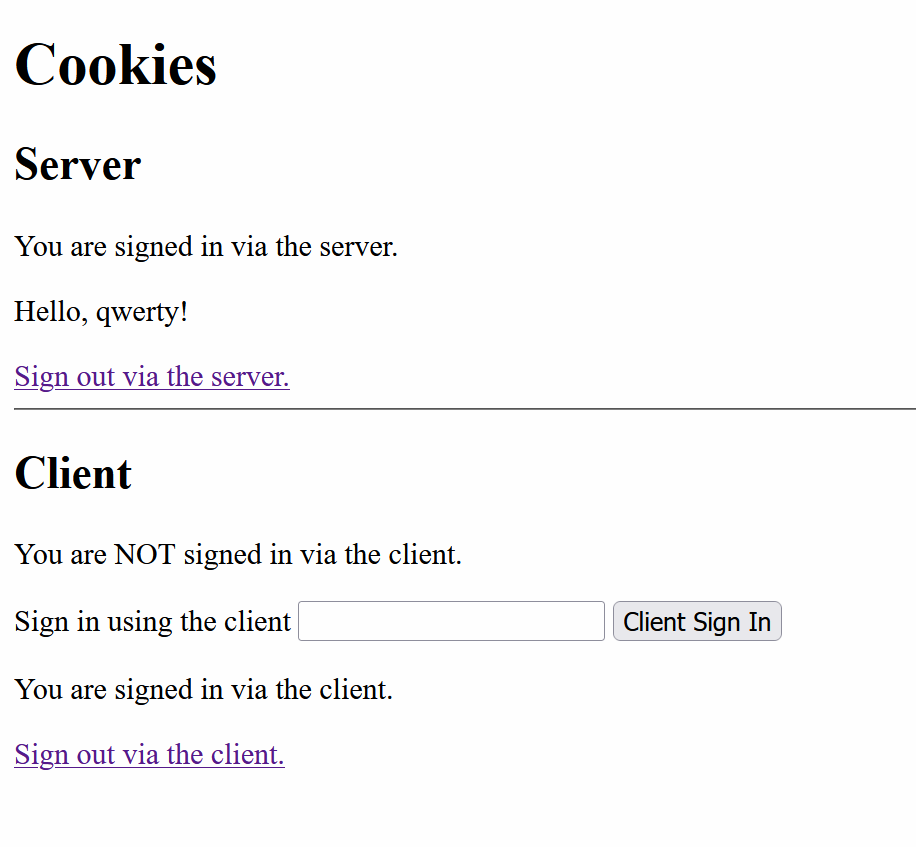 Cookies
Server
You are signed in via the server.
Hello, qwerty!
Sign out via the server.
Client
You are NOT signed in via the client.
Sign in using the client Client Sign In
You are signed in via the client.
Sign out via the client.